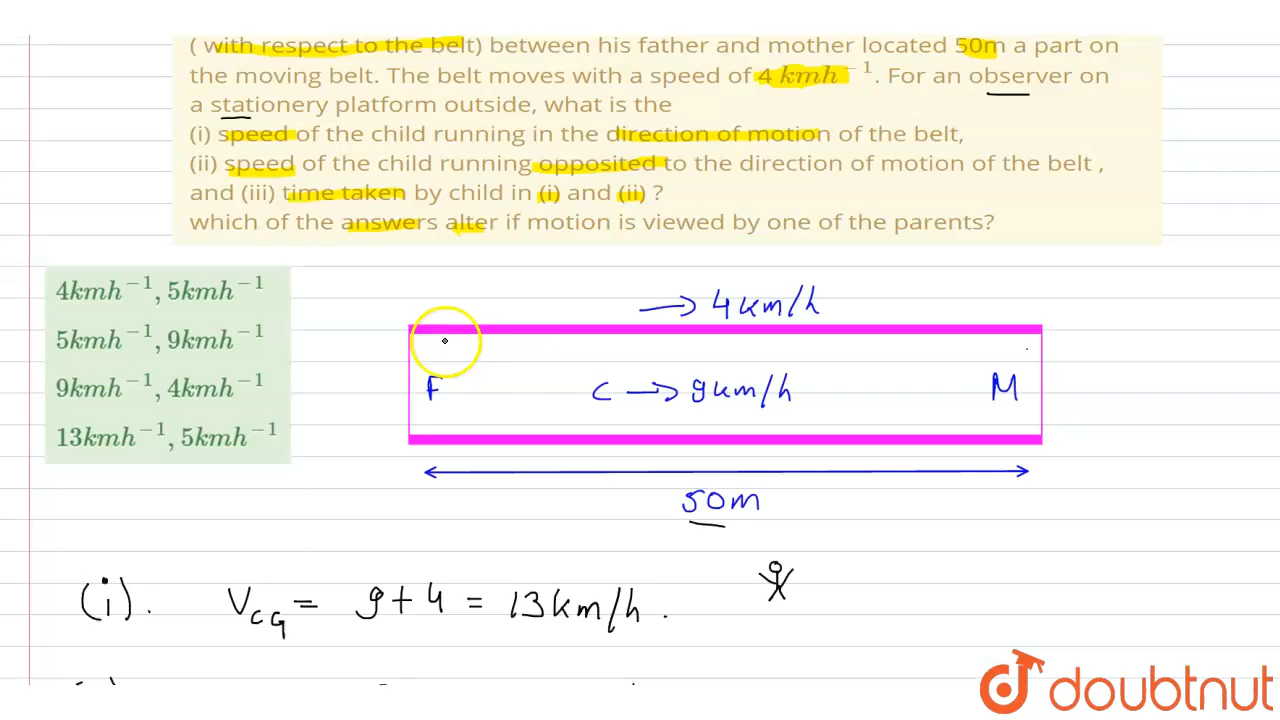 ( with respect to the belt) between his father and mother located 50m a part on
the moving belt. The belt moves with a speed of 4 kmh⁻¹. For an observer on
a stationery platform outside, what is the
(i) speed of the child running in the direction of motion of the belt,
(ii) speed of the child running opposited to the direction of motion of the belt ,
and (iii) time taken by child in (i) and (ii) ?
which of the answers alter if motion is viewed by one of the parents?
4kmh⁻¹, 5kmh⁻¹
5kmh⁻¹, 9kmh⁻¹
9kmh⁻¹, 4kmh⁻¹
13kmh⁻¹, 5kmh⁻¹
→ 4km/h
F C → 9km/h M
50m
(i). V_CG = 9+4 = 13km/h.
doubtnut